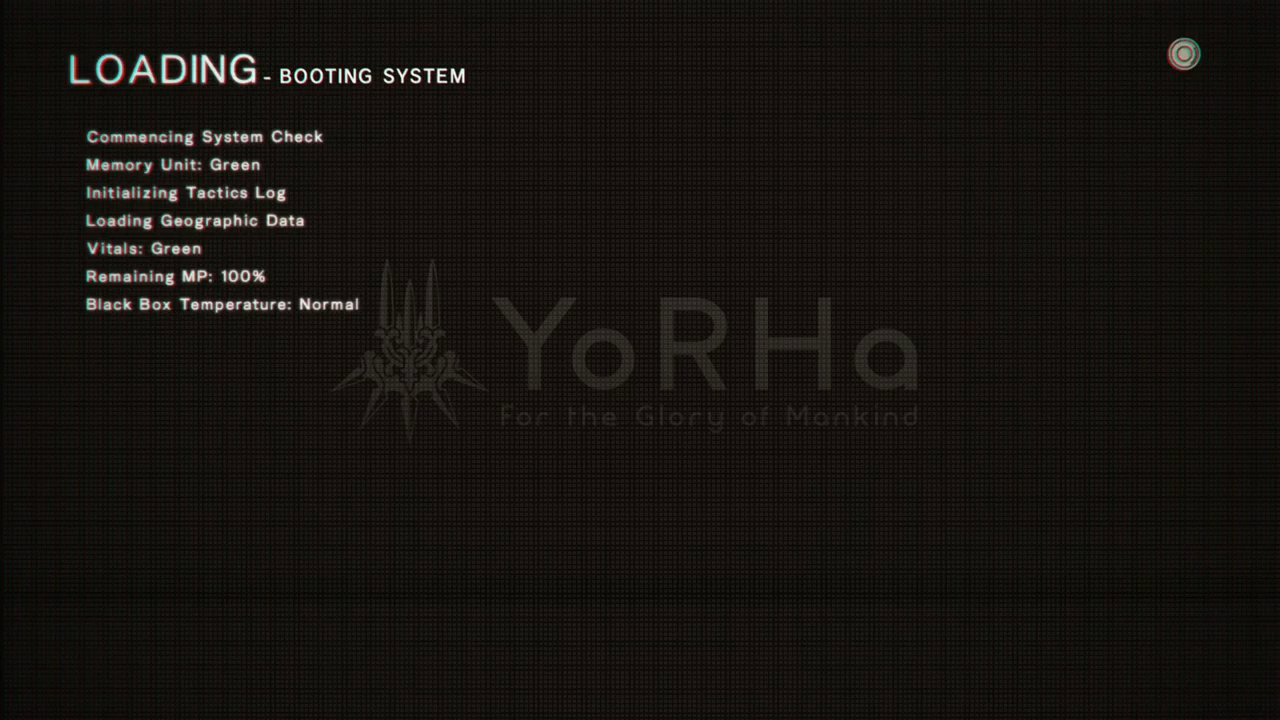 LOADING - BOOTING SYSTEM
Commencing System Check
Memory Unit: Green
Initializing Tactics Log
Loading Geographic Data
Vitals: Green
Remaining MP: 100%
Black Box Temperature: Normal
YoRHa
For the Glory of Mankind